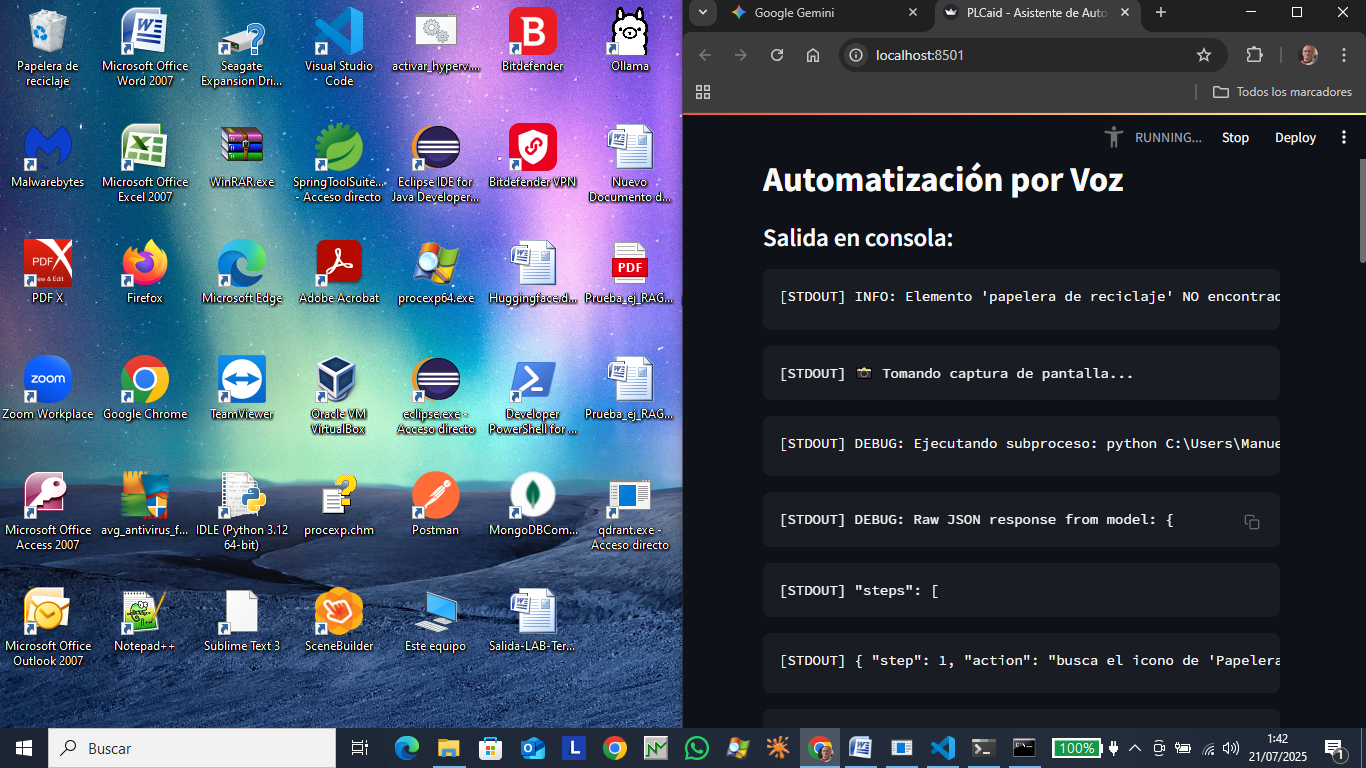 Papelera de
reciclaje
Microsoft Office
Word 2007
Seagate
Expansion Dri...
Visual Studio
Code
activar_hyperv....
Bitdefender
Ollama
Malwarebytes
Microsoft Office
Excel 2007
WinRAR.exe
SpringToolSuite...
- Acceso directo
Eclipse IDE for
Java Developer...
Bitdefender VPN
Nuevo
Documento d...
PDF X
Firefox
Microsoft Edge
Adobe Acrobat
procexp64.exe
Huggingface.d...
Prueba_ej_RAG...
Zoom Workplace
Google Chrome
TeamViewer
Oracle VM
VirtualBox
eclipse.exe -
Acceso directo
Developer
PowerShell for ...
Prueba_ej_RAG...
Microsoft Office
Access 2007
avg_antivirus_f...
IDLE (Python 3.12
64-bit)
procexp.chm
Postman
MongoDBCom...
qdrant.exe -
Acceso directo
Microsoft Office
Outlook 2007
Notepad++
Sublime Text 3
SceneBuilder
Este equipo
Salida-LAB-Ter...
Google Gemini
PLCaid - Asistente de Auto
localhost:8501
Todos los marcadores
RUNNING...
Stop
Deploy
Automatización por Voz
Salida en consola:
[STDOUT] INFO: Elemento 'papelera de reciclaje' NO encontrad
[STDOUT] 📷 Tomando captura de pantalla...
[STDOUT] DEBUG: Ejecutando subproceso: python C:\Users\Manue
[STDOUT] DEBUG: Raw JSON response from model: {
[STDOUT] "steps": [
[STDOUT] { "step": 1, "action": "busca el icono de 'Papelera
Buscar
100%
1:42
21/07/2025
1